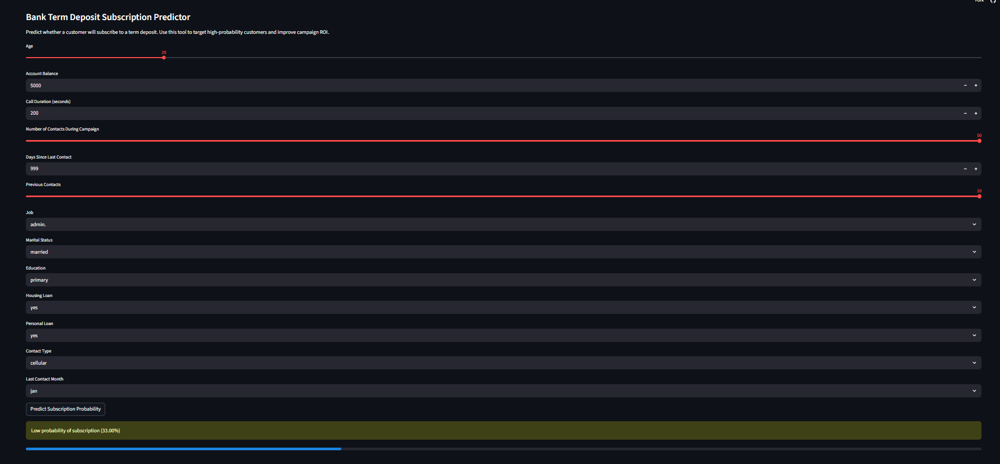 Fork
Bank Term Deposit Subscription Predictor
Predict whether a customer will subscribe to a term deposit. Use this tool to target high-probability customers and improve campaign ROI.
Age
29
Account Balance
5000
Call Duration (seconds)
200
Number of Contacts During Campaign
50
Days Since Last Contact
999
Previous Contacts
20
Job
admin.
Marital Status
married
Education
primary
Housing Loan
yes
Personal Loan
yes
Contact Type
cellular
Last Contact Month
jan
Predict Subscription Probability
Low probability of subscription (33.00%)